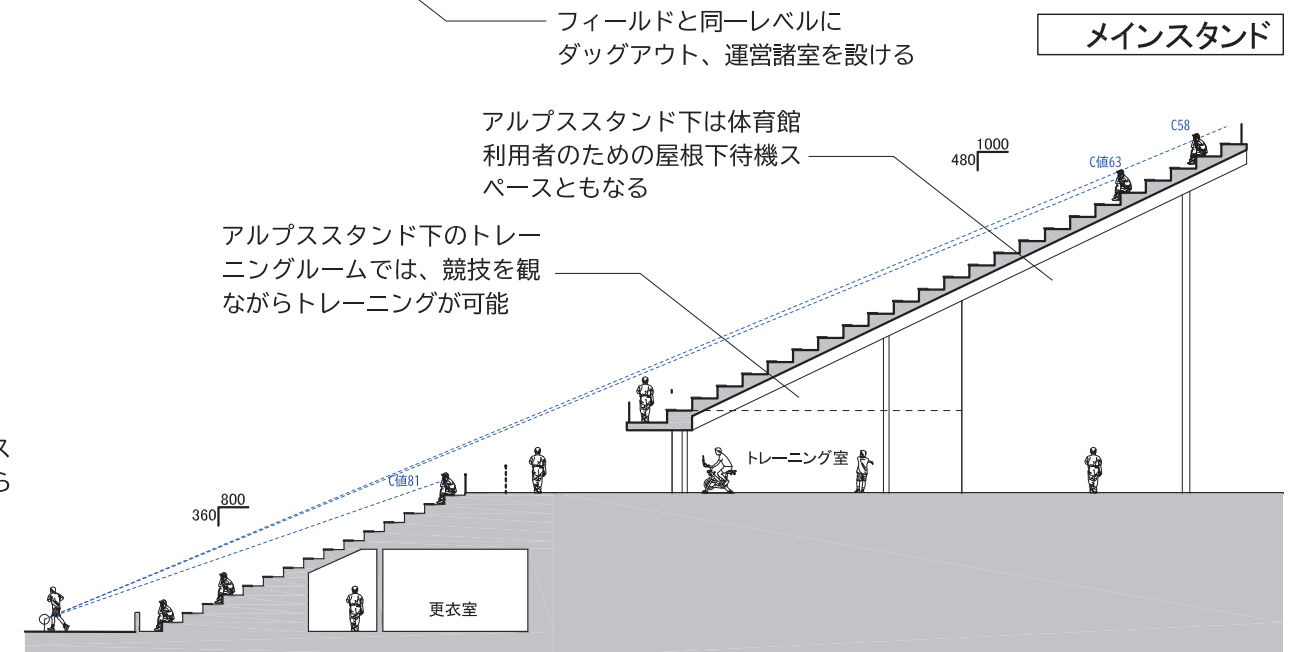 フィールドと同一レベルに
ダッグアウト、運営諸室を設ける
メインスタンド
アルプススタンド下は体育館
利用者のための屋根下待機ス
ペースともなる
1000
480
C58
C値63
アルプススタンド下のトレー
ニングルームでは、競技を観
ながらトレーニングが可能
ス
ら
トレーニング室
C値81
800
360
更衣室